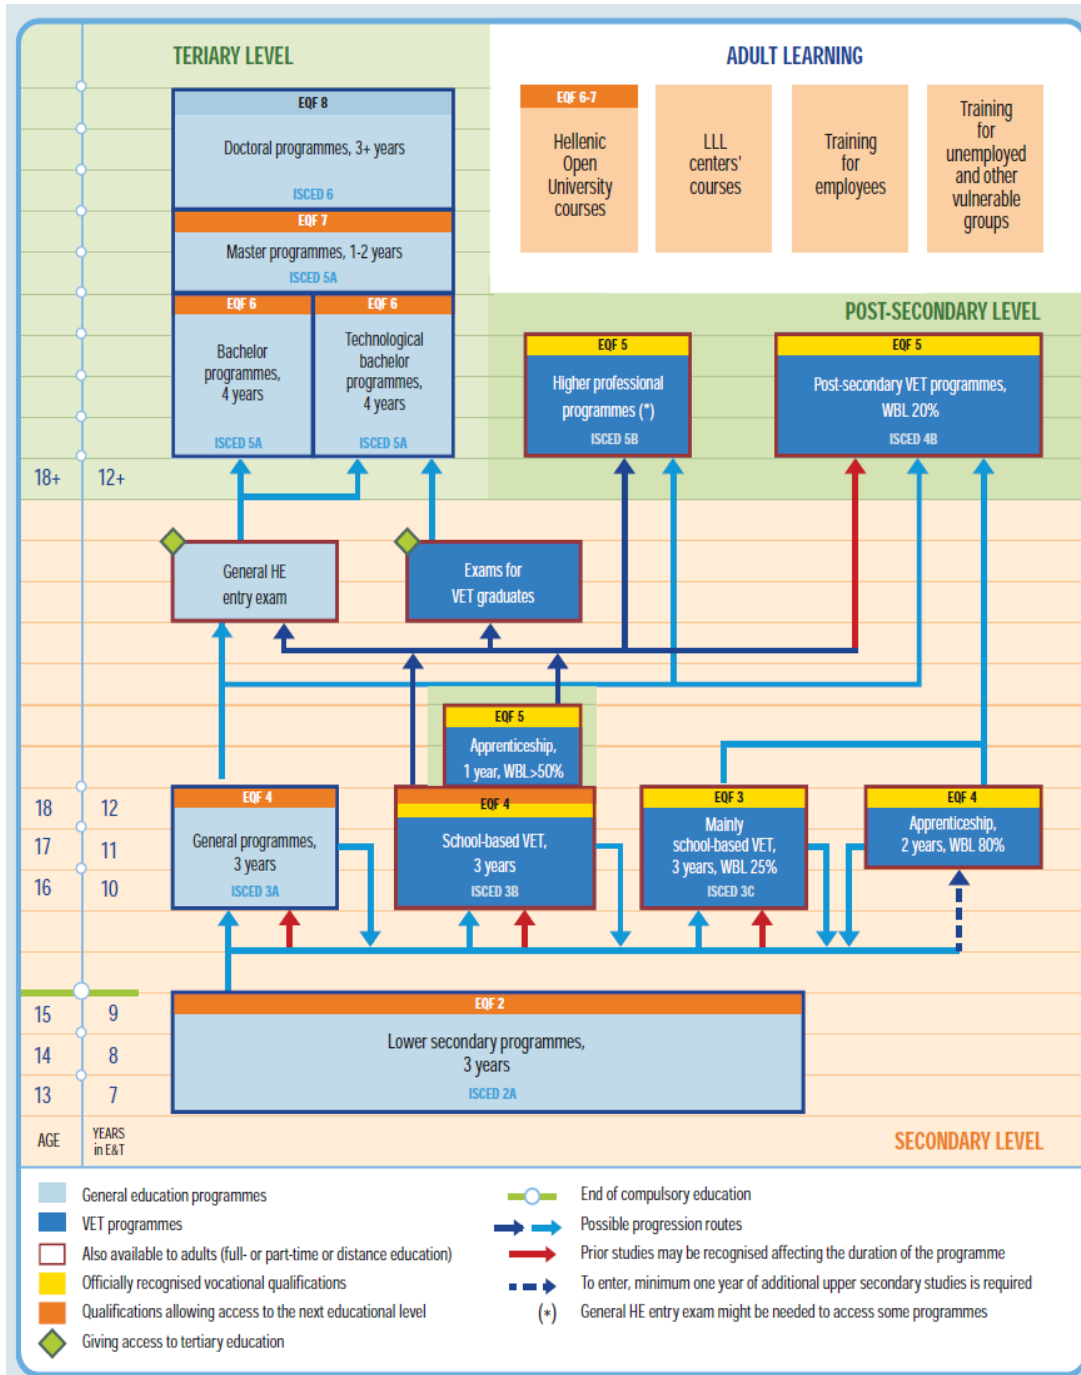 TERTIARY LEVEL
ADULT LEARNING
EQF 8
Doctoral programmes, 3+ years
ISCED 6
EQF 7
Master programmes, 1-2 years
ISCED 5A
EQF 6
Bachelor
programmes,
4 years
ISCED 5A
EQF 6
Technological
bachelor
programmes,
4 years
ISCED 5A
EQF 6-7
Hellenic
Open
University
courses
LLL
centers'
courses
Training
for
employees
Training
for
unemployed
and other
vulnerable
groups
POST-SECONDARY LEVEL
EQF 5
Higher professional
programmes (*)
ISCED 5B
EQF 5
Post-secondary VET programmes,
WBL 20%
ISCED 4B
18+ 12+
General HE
entry exam
Exams for
VET graduates
EQF 5
Apprenticeship,
1 year, WBL>50%
18 12
17 11
16 10
EQF 4
General programmes,
3 years
ISCED 3A
EQF 4
School-based VET,
3 years
ISCED 3B
EQF 3
Mainly
school-based VET,
3 years, WBL 25%
ISCED 3C
EQF 4
Apprenticeship,
2 years, WBL 80%
15 9
14 8
13 7
EQF 2
Lower secondary programmes,
3 years
ISCED 2A
AGE
YEARS
in E&T
SECONDARY LEVEL
General education programmes
VET programmes
Also available to adults (full- or part-time or distance education)
Officially recognised vocational qualifications
Qualifications allowing access to the next educational level
Giving access to tertiary education
End of compulsory education
Possible progression routes
Prior studies may be recognised affecting the duration of the programme
To enter, minimum one year of additional upper secondary studies is required
(*) General HE entry exam might be needed to access some programmes